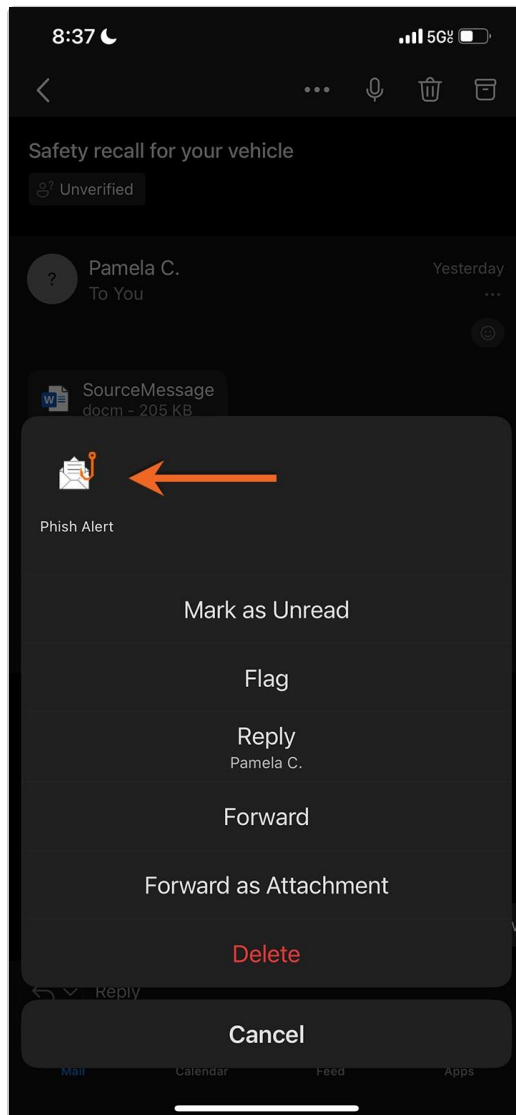 8:37
5G
Safety recall for your vehicle
Unverified
?
Pamela C.
Yesterday
To You
SourceMessage
docm - 205 KB
Phish Alert
Mark as Unread
Flag
Reply
Pamela C.
Forward
Forward as Attachment
Delete
Reply
Cancel
Mail
Calendar
Feed
Apps